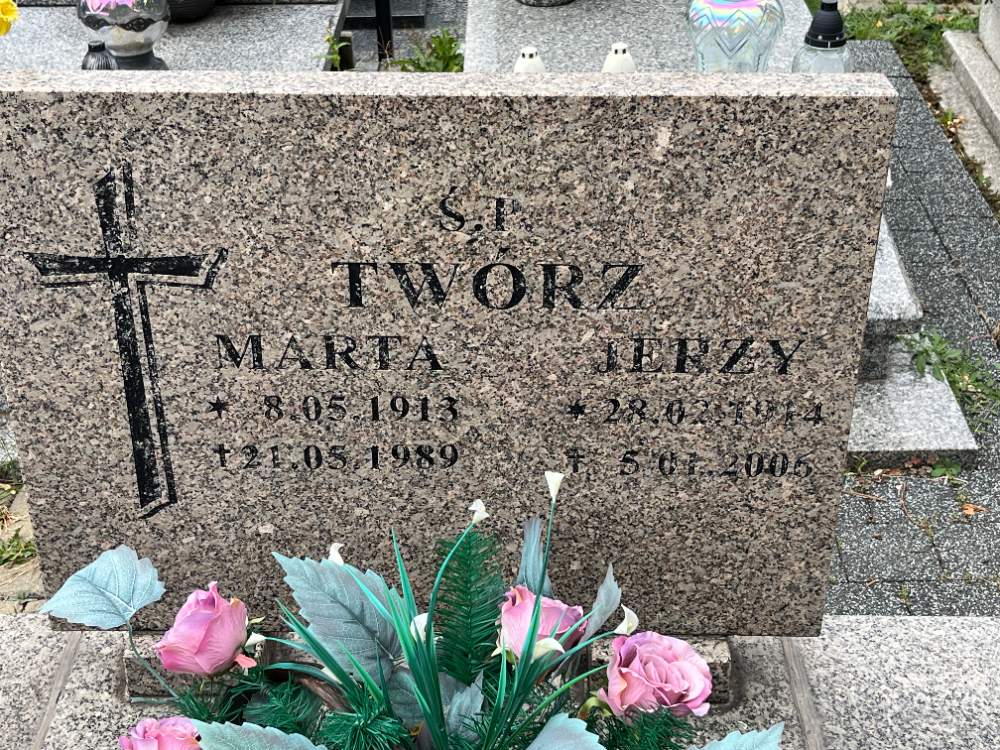 Ś.P.
TWÓRZ
MARTA JERZY
* 8.05.1913 * 28.02.1914
† 21.05.1989 † 5.01.2006